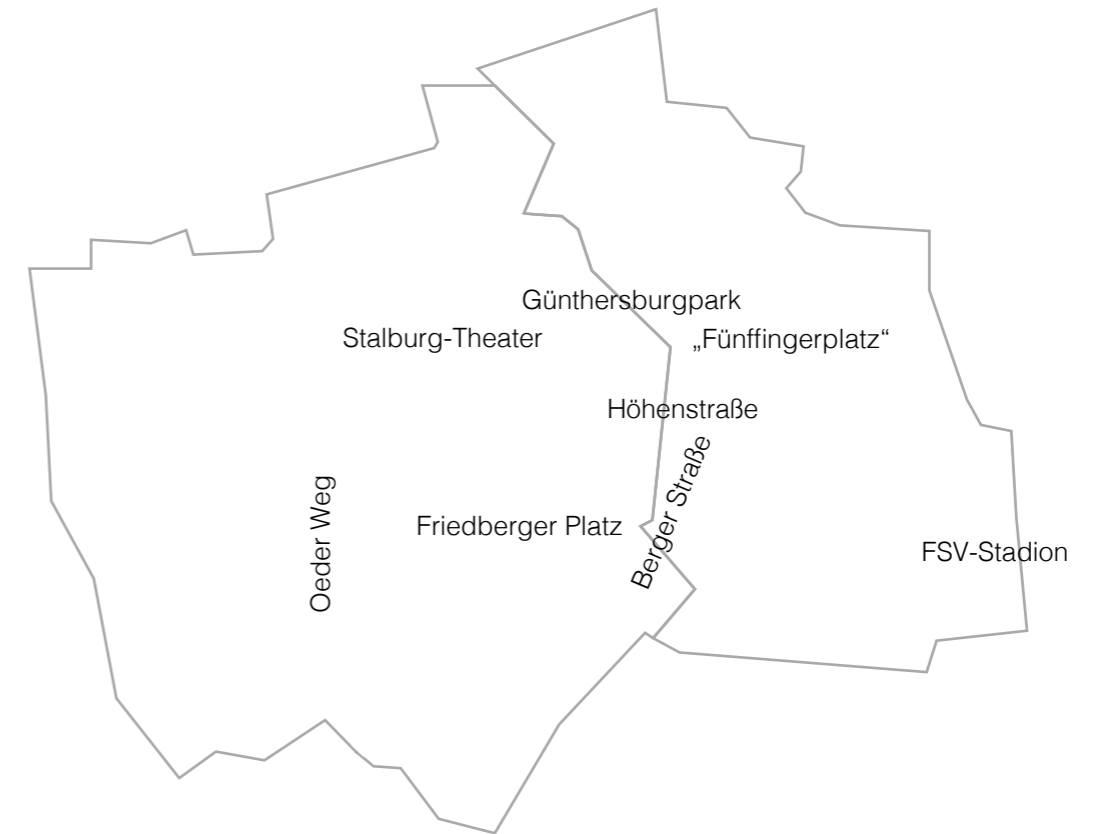 Günthersburgpark
Stalburg-Theater
„Fünffingerplatz“
Höhenstraße
Berger Straße
Oeder Weg
Friedberger Platz
FSV-Stadion